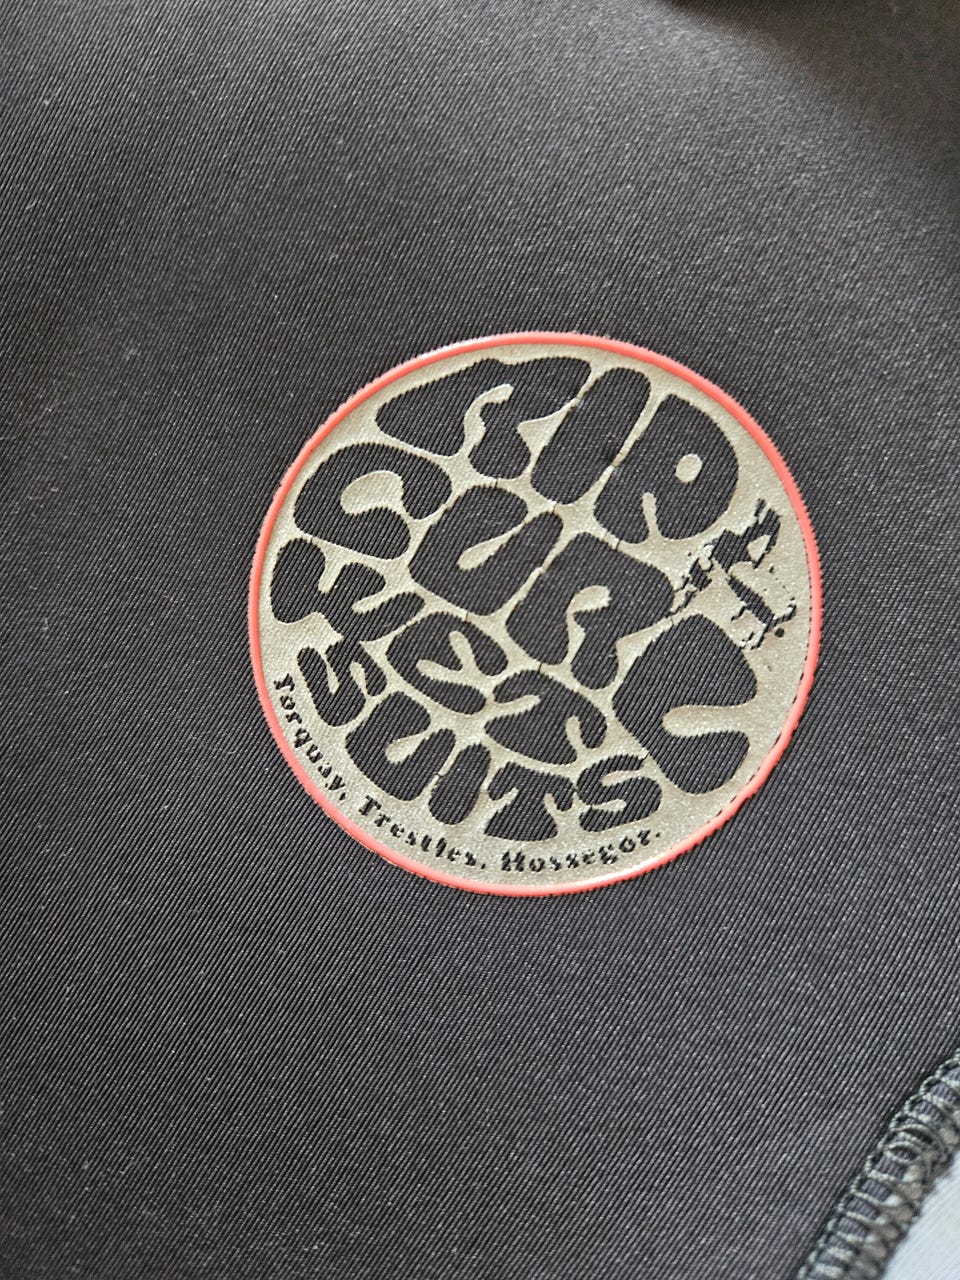 RIP
CURL
WET
SUITS
Torquay, Trestles, Hossegor.